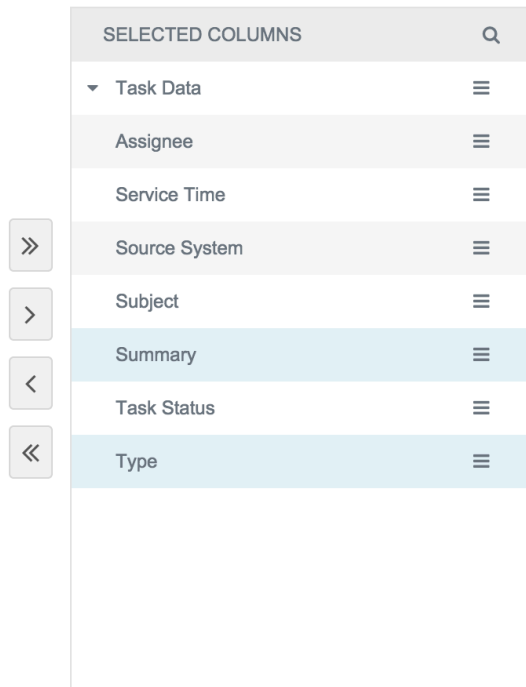 SELECTED COLUMNS
Task Data
Assignee
Service Time
Source System
Subject
Summary
Task Status
Type